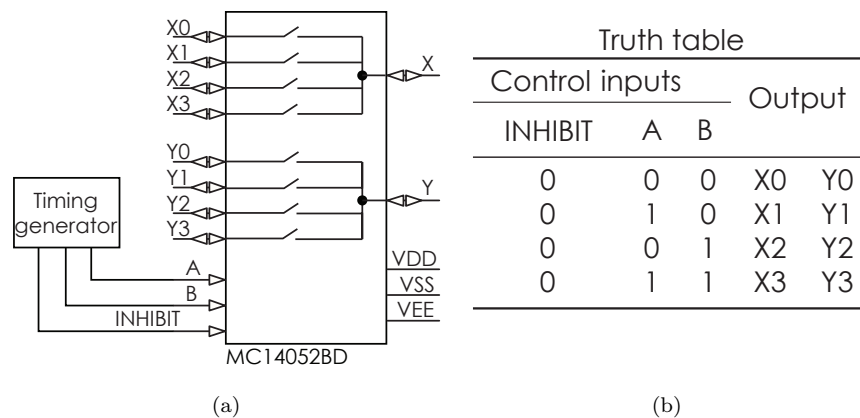 X0
X1
X2
X3
X
Y0
Y1
Y2
Y3
Y
Timing
generator
A
B
INHIBIT
VDD
VSS
VEE
MC14052BD
(a)
Truth table
Control inputs Output
INHIBIT A B
0 0 0 X0 Y0
0 1 0 X1 Y1
0 0 1 X2 Y2
0 1 1 X3 Y3
(b)